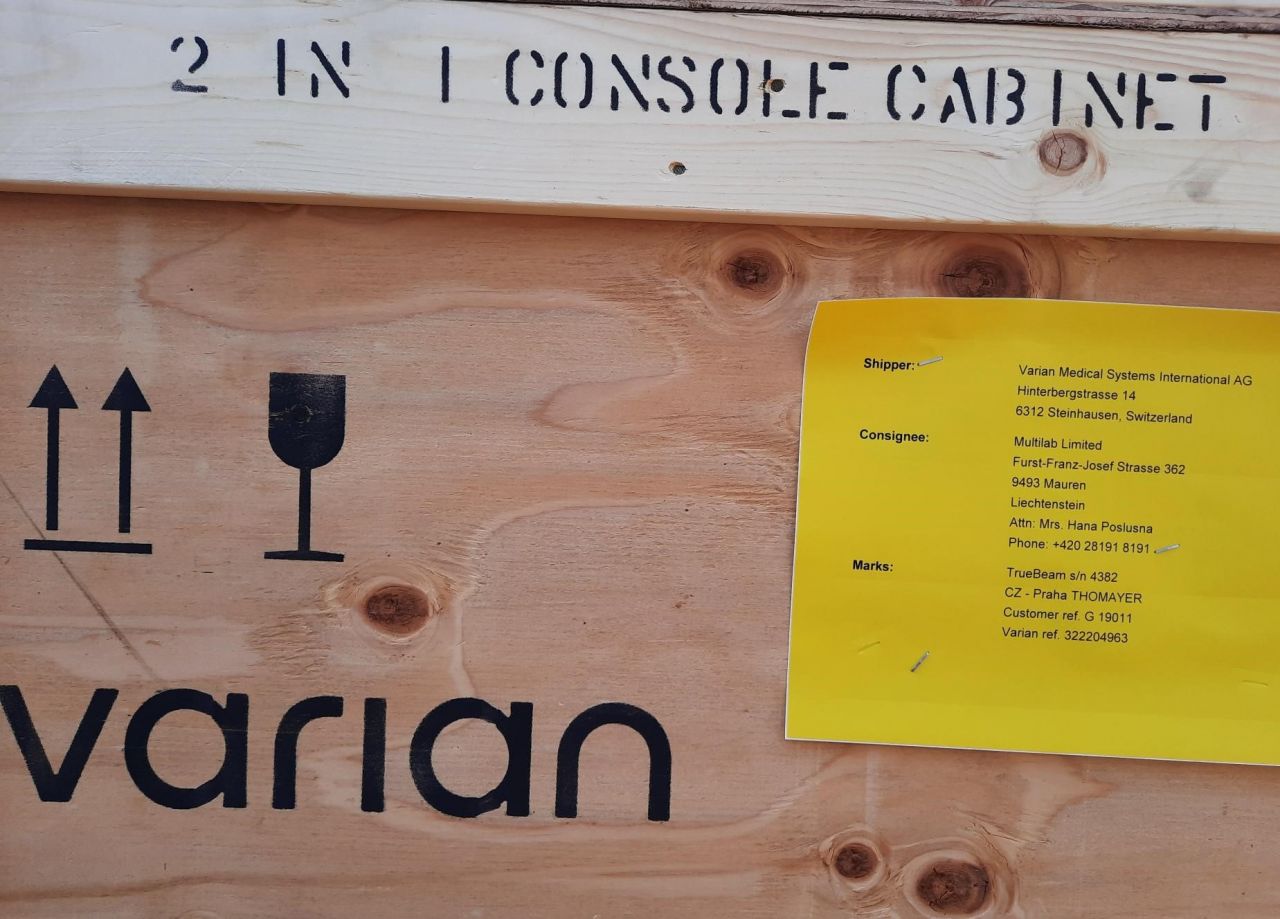 2 IN 1 CONSOLE CABINET
Shipper: Varian Medical Systems International AG
Hinterbergstrasse 14
6312 Steinhausen, Switzerland
Consignee: Multilab Limited
Furst-Franz-Josef Strasse 362
9493 Mauren
Liechtenstein
Attn: Mrs. Hana Poslusna
Phone: +420 28191 8191
Marks: TrueBeam s/n 4382
CZ - Praha THOMAYER
Customer ref. G 19011
Varian ref. 322204963
varian